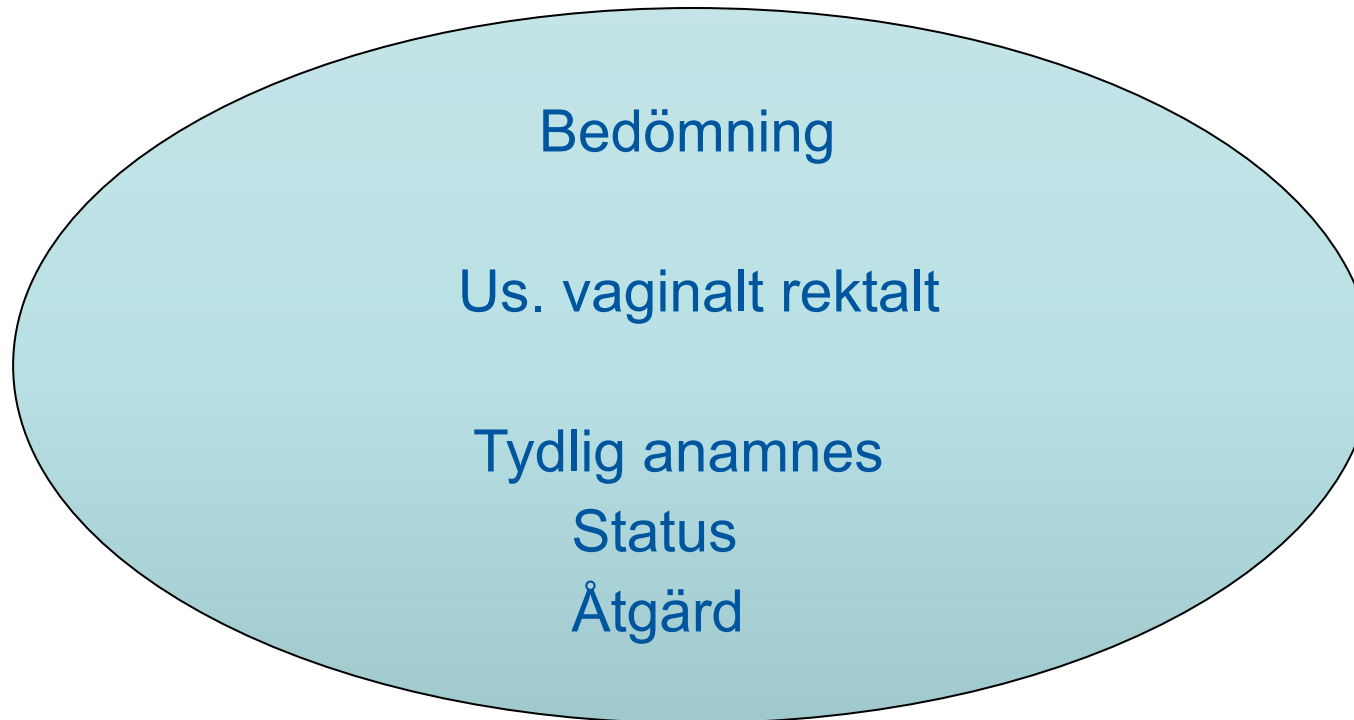 Bedömning
Us. vaginalt rektalt
Tydlig anamnes
Status
Åtgärd